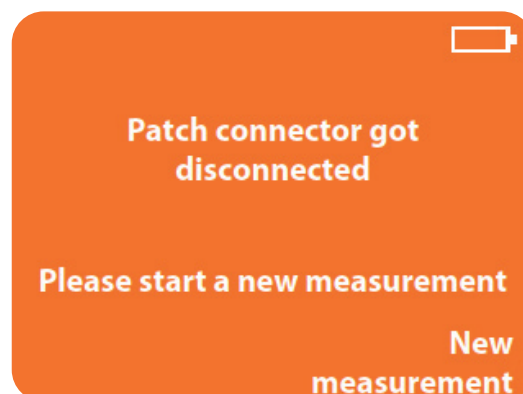 Patch connector got
disconnected
Please start a new measurement
New
measurement